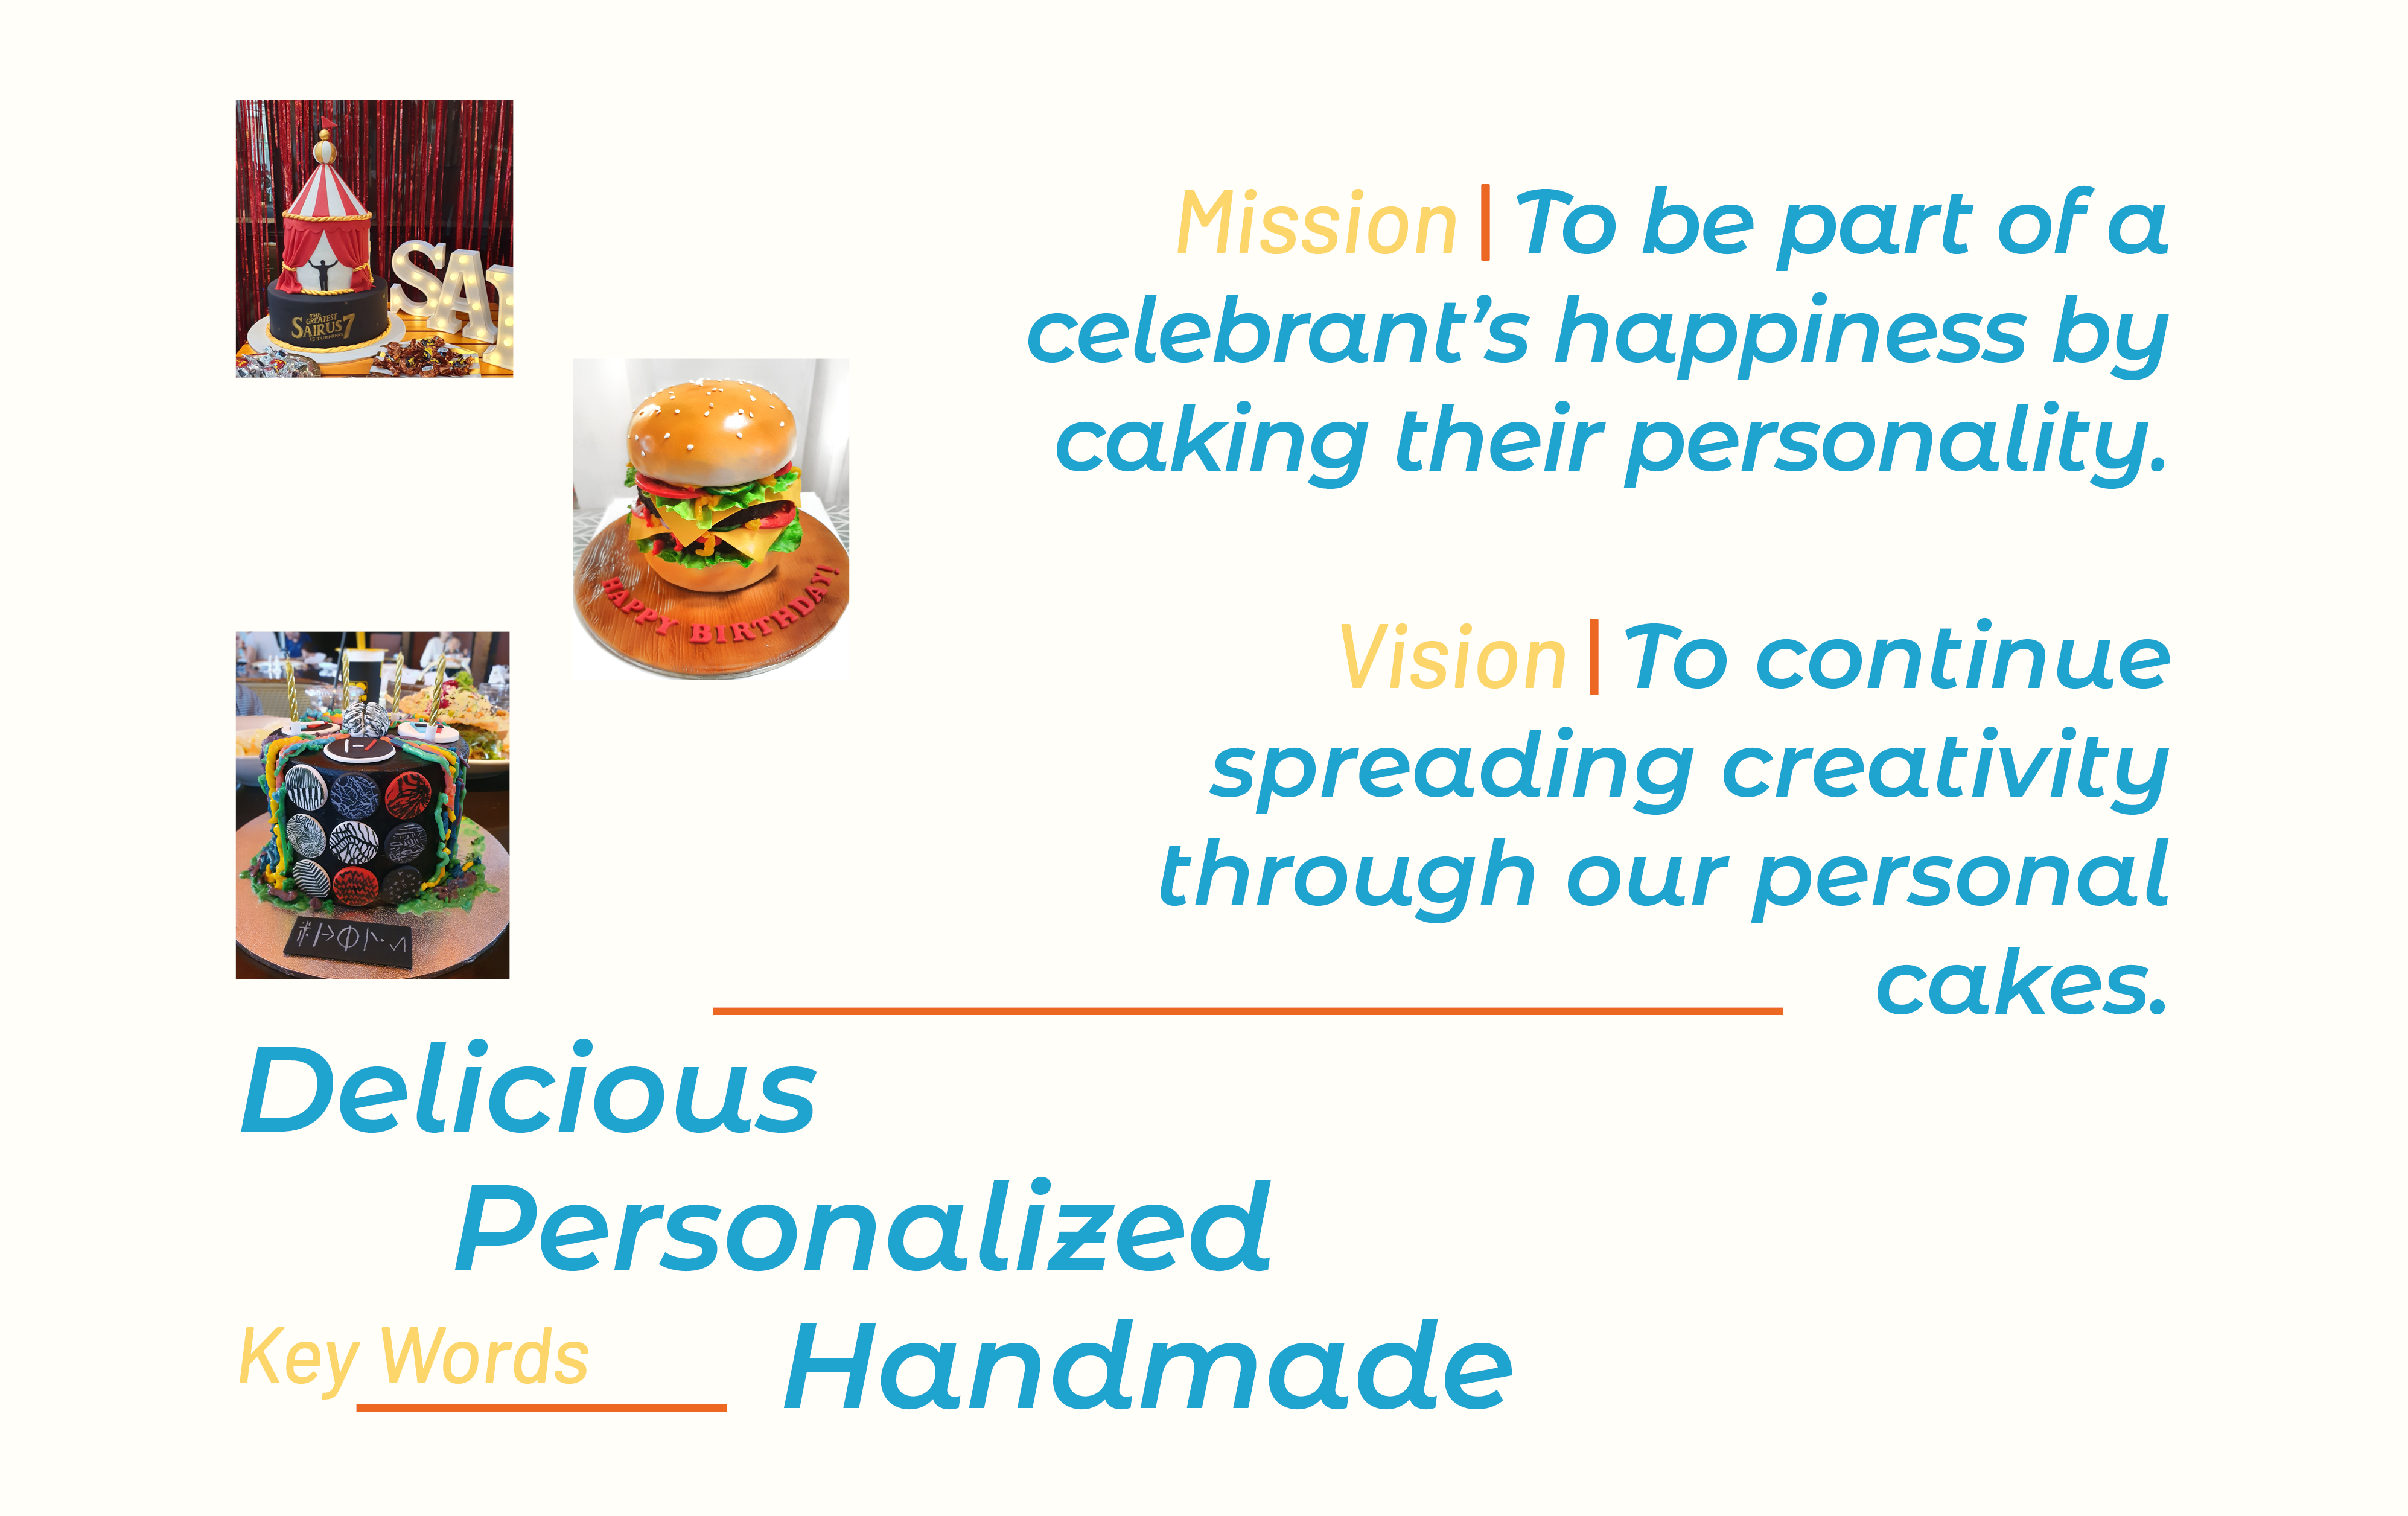 THE
GREATEST
SAIRUS 7
SAI
HAPPY BIRTHDAY!
Mission | To be part of a
celebrant’s happiness by
caking their personality.
Vision | To continue
spreading creativity
through our personal
cakes.
Delicious
Personalized
Key Words Handmade